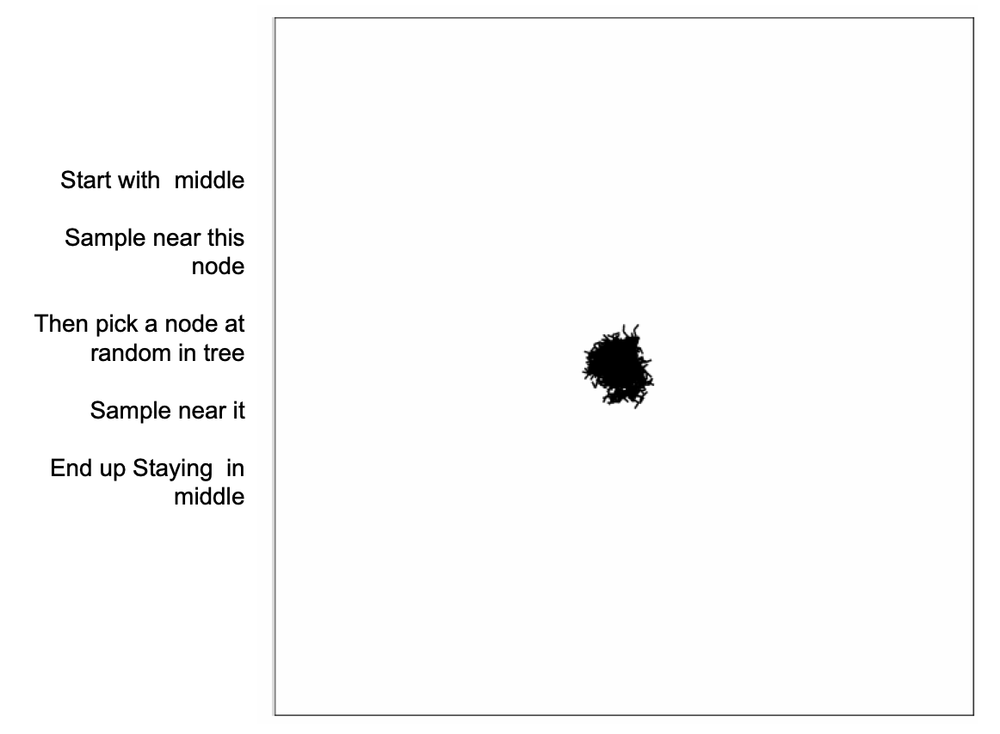 Start with  middle
Sample near this
node
Then pick a node at
random in tree
Sample near it
End up Staying  in
middle